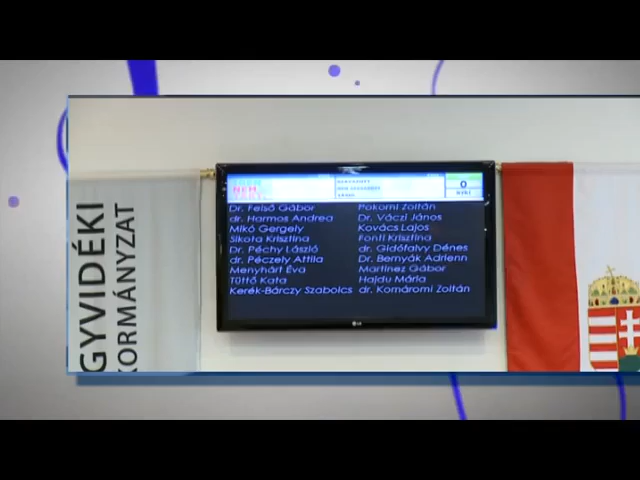 GYVIDÉKI
KORMÁNYZAT
IGEN
NEM
0
NYÍLT
Dr. Felső Gábor
dr. Harmos Andrea
Mikó Gergely
Sikota Krisztina
Dr. Péchy László
dr. Péczely Attila
Menyhárt Éva
Tüttő Kata
Kerék-Bárczy Szabolcs
Pokorni Zoltán
Dr. Váczi János
Kovács Lajos
Fonti Krisztina
dr. Gidófalvy Dénes
Dr. Bernyák Adrienn
Martinez Gábor
Hajdu Mária
dr. Komáromi Zoltán
LG